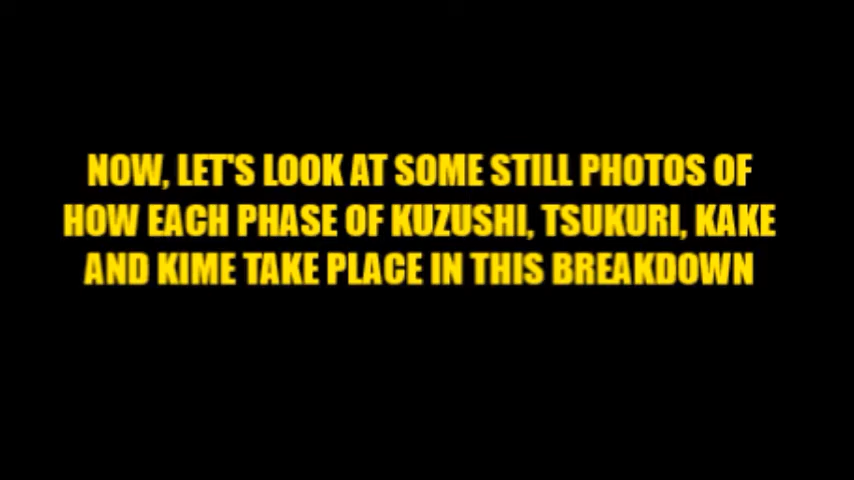 NOW, LET'S LOOK AT SOME STILL PHOTOS OF
HOW EACH PHASE OF KUZUSHI, TSUKURI, KAKE
AND KIME TAKE PLACE IN THIS BREAKDOWN